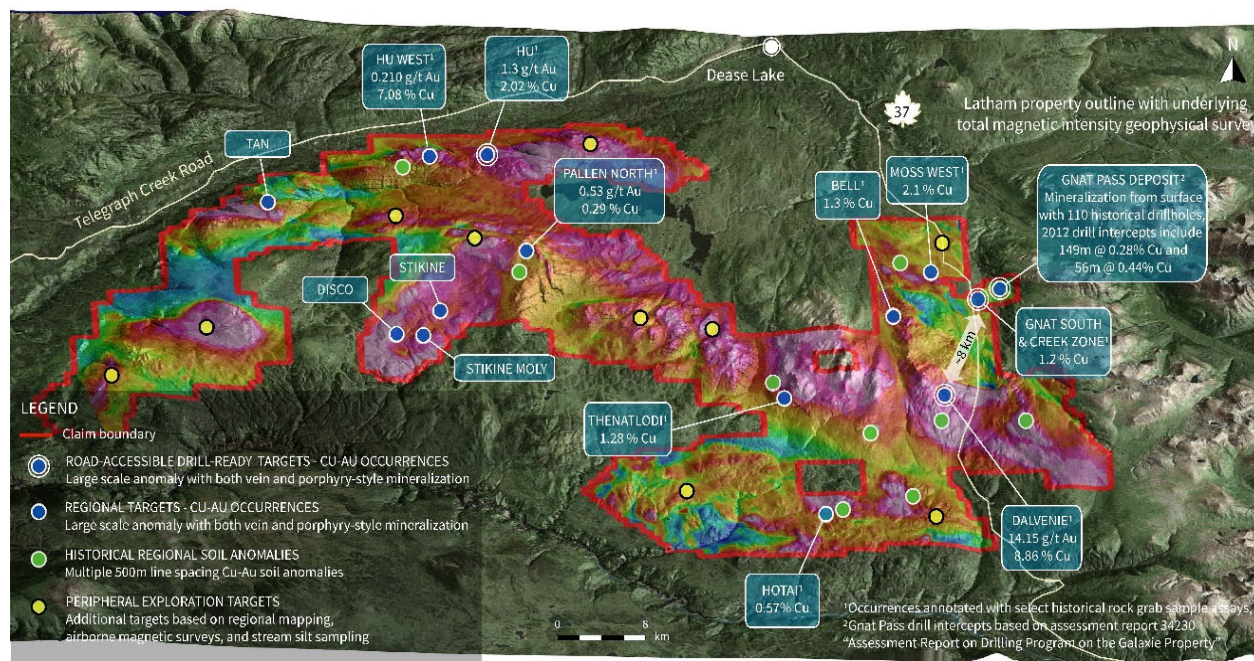 HU WEST¹
0.210 g/t Au
7.08 % Cu
HU¹
1.3 g/t Au
2.02 % Cu
Dease Lake
37
N
Latham property outline with underlying
total magnetic intensity geophysical survey
TAN
Telegraph Creek Road
PALLEN NORTH¹
0.53 g/t Au
0.29 % Cu
BELL¹
1.3 % Cu
MOSS WEST¹
2.1 % Cu
GNAT PASS DEPOSIT²
Mineralization from surface
with 110 historical drillholes,
2012 drill intercepts include
149m @ 0.28% Cu and
56m @ 0.44% Cu
STIKINE
DISCO
STIKINE MOLY
GNAT SOUTH
& CREEK ZONE¹
1.2 % Cu
~8 km
THENATLODI¹
1.28 % Cu
DALVENIE¹
14.15 g/t Au
8.86 % Cu
HOTAI¹
0.57% Cu
LEGEND
Claim boundary
ROAD-ACCESSIBLE DRILL-READY TARGETS - CU-AU OCCURRENCES
Large scale anomaly with both vein and porphyry-style mineralization
REGIONAL TARGETS - CU-AU OCCURRENCES
Large scale anomaly with both vein and porphyry-style mineralization
HISTORICAL REGIONAL SOIL ANOMALIES
Multiple 500m line spacing Cu-Au soil anomalies
PERIPHERAL EXPLORATION TARGETS
Additional targets based on regional mapping,
airborne magnetic surveys, and stream silt sampling
0 8
km
¹Occurrences annotated with select historical rock grab sample assays,
²Gnat Pass drill intercepts based on assessment report 34230
"Assessment Report on Drilling Program on the Galaxie Property"